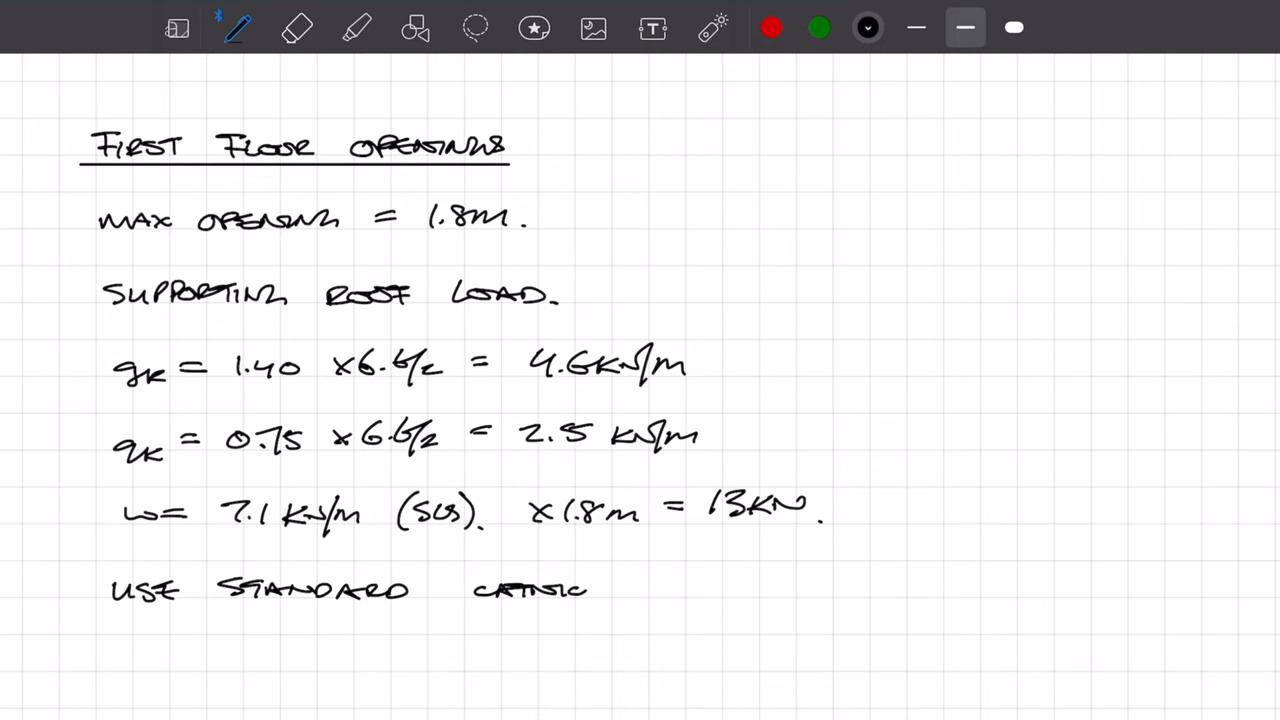 FIRST FLOOR OPENINGS
MAX OPENING = 1.8m.
SUPPORTING ROOF LOAD.
gk = 1.40 x6.6/2 = 4.6KN/m
qk = 0.75 x6.6/2 = 2.5 KN/m
w= 7.1 KN/m (SLS). x1.8m = 13KN.
USE STANDARD CATNIC